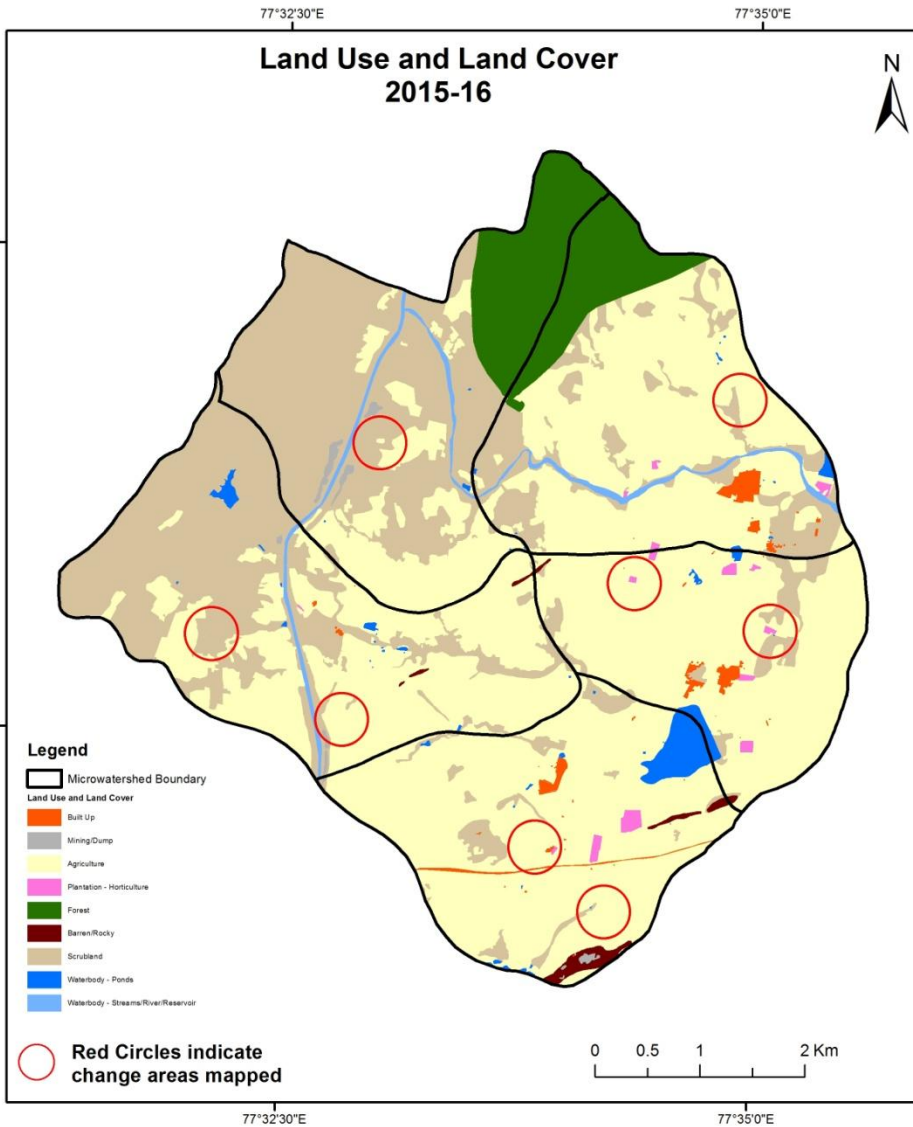 77°32'30"E
77°35'0"E
Land Use and Land Cover
2015-16
N
Legend
Microwatershed Boundary
Land Use and Land Cover
Built Up
Mining/Dump
Agriculture
Plantation - Horticulture
Forest
Barren/Rocky
Scrubland
Waterbody - Ponds
Waterbody - Streams/River/Reservoir
Red Circles indicate
change areas mapped
0 0.5 1 2 Km
77°32'30"E
77°35'0"E